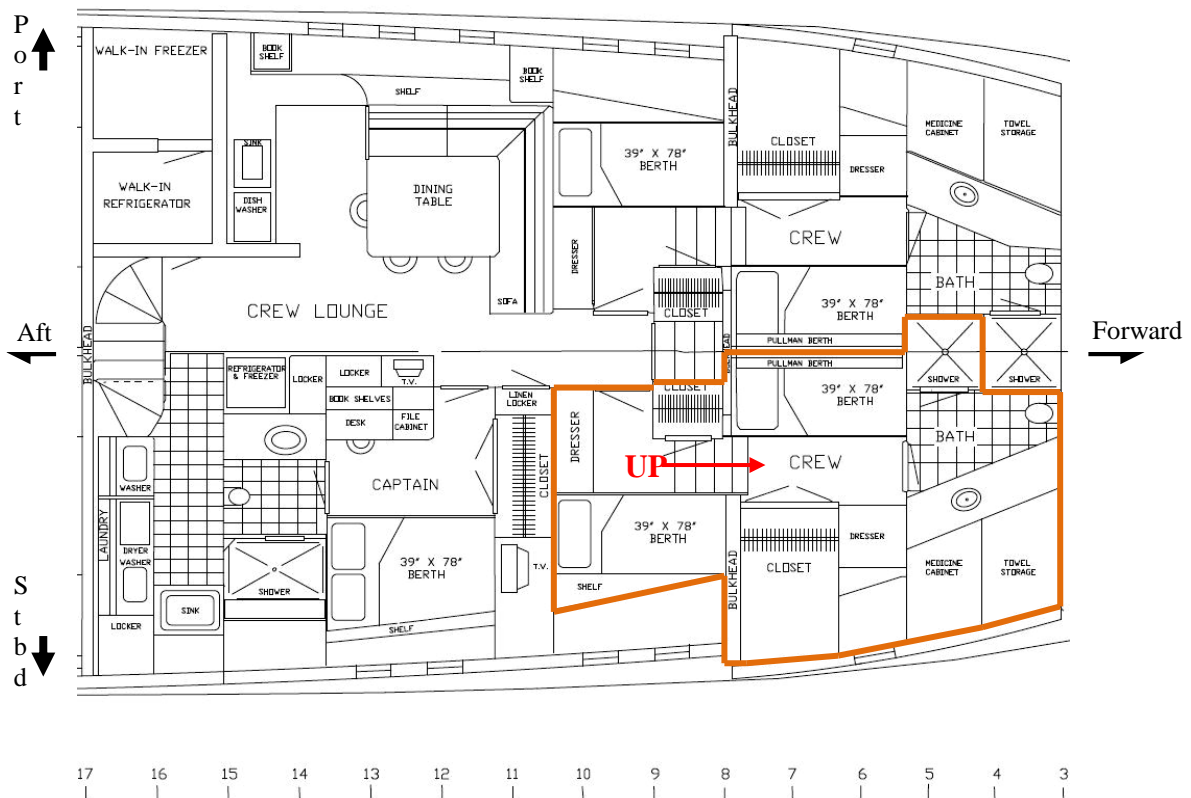 Port
WALK-IN FREEZER
BOOK
SHELF
BOOK
SHELF
SHELF
BULKHEAD
MEDICINE
CABINET
TOWEL
STORAGE
SINK
39" X 78"
BERTH
CLOSET
DRESSER
WALK-IN
REFRIGERATOR
DISH
WASHER
DINING
TABLE
DRESSER
CREW
BATH
SOFA
CREW LOUNGE
CLOSET
39" X 78"
BERTH
Aft
Forward
BULKHEAD
BULKHEAD
PULLMAN BERTH
PULLMAN BERTH
SHOWER
SHOWER
REFRIGERATOR
& FREEZER
LOCKER
LOCKER
T.V.
BOOK SHELVES
DESK
FILE
CABINET
LINEN
LOCKER
CLOSET
39" X 78"
BERTH
DRESSER
BATH
UP
CREW
CLOSET
CAPTAIN
WASHER
LAUNDRY
DRYER
WASHER
39" X 78"
BERTH
39" X 78"
BERTH
T.V.
SHELF
BULKHEAD
CLOSET
DRESSER
MEDICINE
CABINET
TOWEL
STORAGE
SHOWER
SINK
LOCKER
SHELF
Stbd
17 16 15 14 13 12 11 10 9 8 7 6 5 4 3